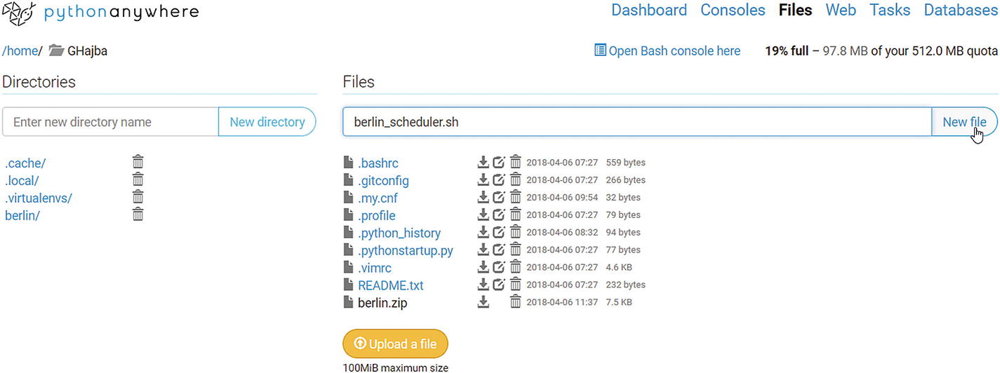 pythonanywhere
Dashboard Consoles Files Web Tasks Databases
/home/ GHajba
Open Bash console here 19% full – 97.8 MB of your 512.0 MB quota
Directories
Enter new directory name New directory
.cache/
.local/
.virtualenvs/
berlin/
Files
berlin_scheduler.sh New file
.bashrc 2018-04-06 07:27 559 bytes
.gitconfig 2018-04-06 07:27 266 bytes
.my.cnf 2018-04-06 09:54 32 bytes
.profile 2018-04-06 07:27 79 bytes
.python_history 2018-04-06 08:32 94 bytes
.pythonstartup.py 2018-04-06 07:27 77 bytes
.vimrc 2018-04-06 07:27 4.6 KB
README.txt 2018-04-06 07:27 232 bytes
berlin.zip 2018-04-06 11:37 7.5 KB
Upload a file
100MiB maximum size